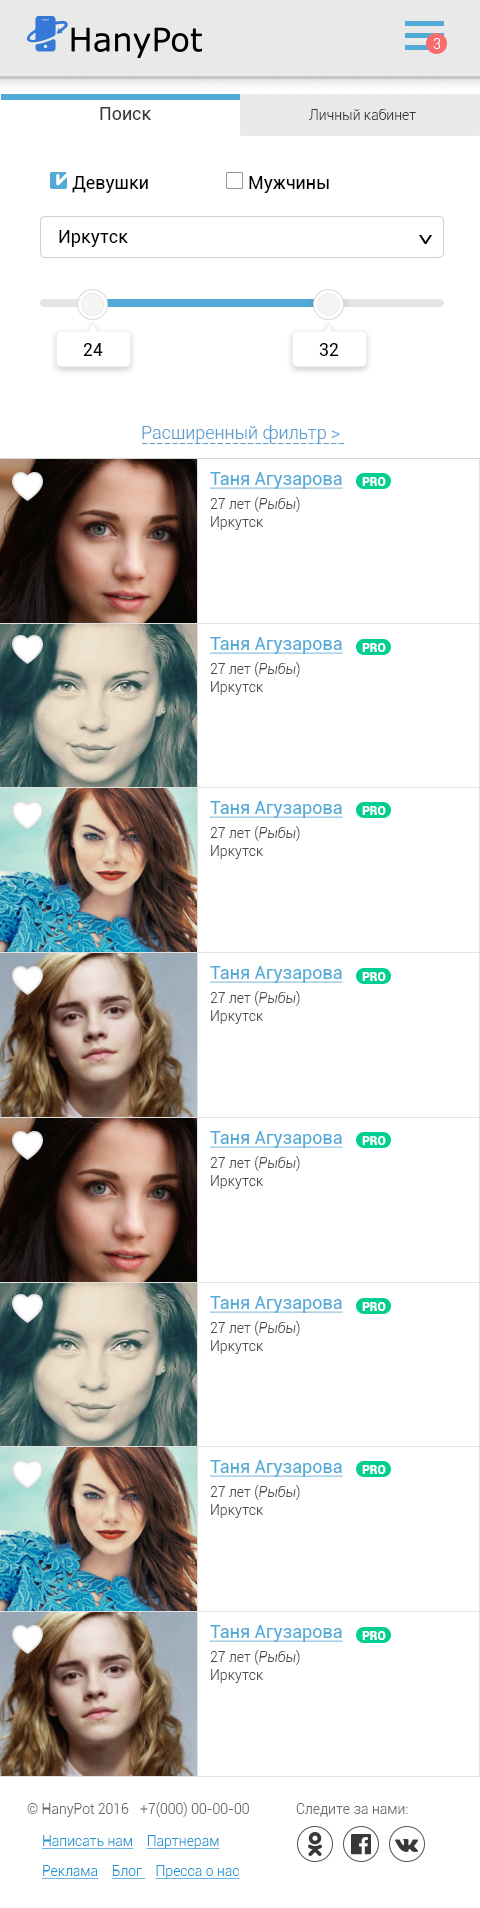 HanyPot
3
Поиск
Личный кабинет
Девушки
Мужчины
Иркутск
24
32
Расширенный фильтр >
Таня Агузарова PRO
27 лет (Рыбы)
Иркутск
Таня Агузарова PRO
27 лет (Рыбы)
Иркутск
Таня Агузарова PRO
27 лет (Рыбы)
Иркутск
Таня Агузарова PRO
27 лет (Рыбы)
Иркутск
Таня Агузарова PRO
27 лет (Рыбы)
Иркутск
Таня Агузарова PRO
27 лет (Рыбы)
Иркутск
Таня Агузарова PRO
27 лет (Рыбы)
Иркутск
Таня Агузарова PRO
27 лет (Рыбы)
Иркутск
© HanyPot 2016 +7(000) 00-00-00
Следите за нами:
Написать нам Партнерам
Реклама Блог Пресса о нас